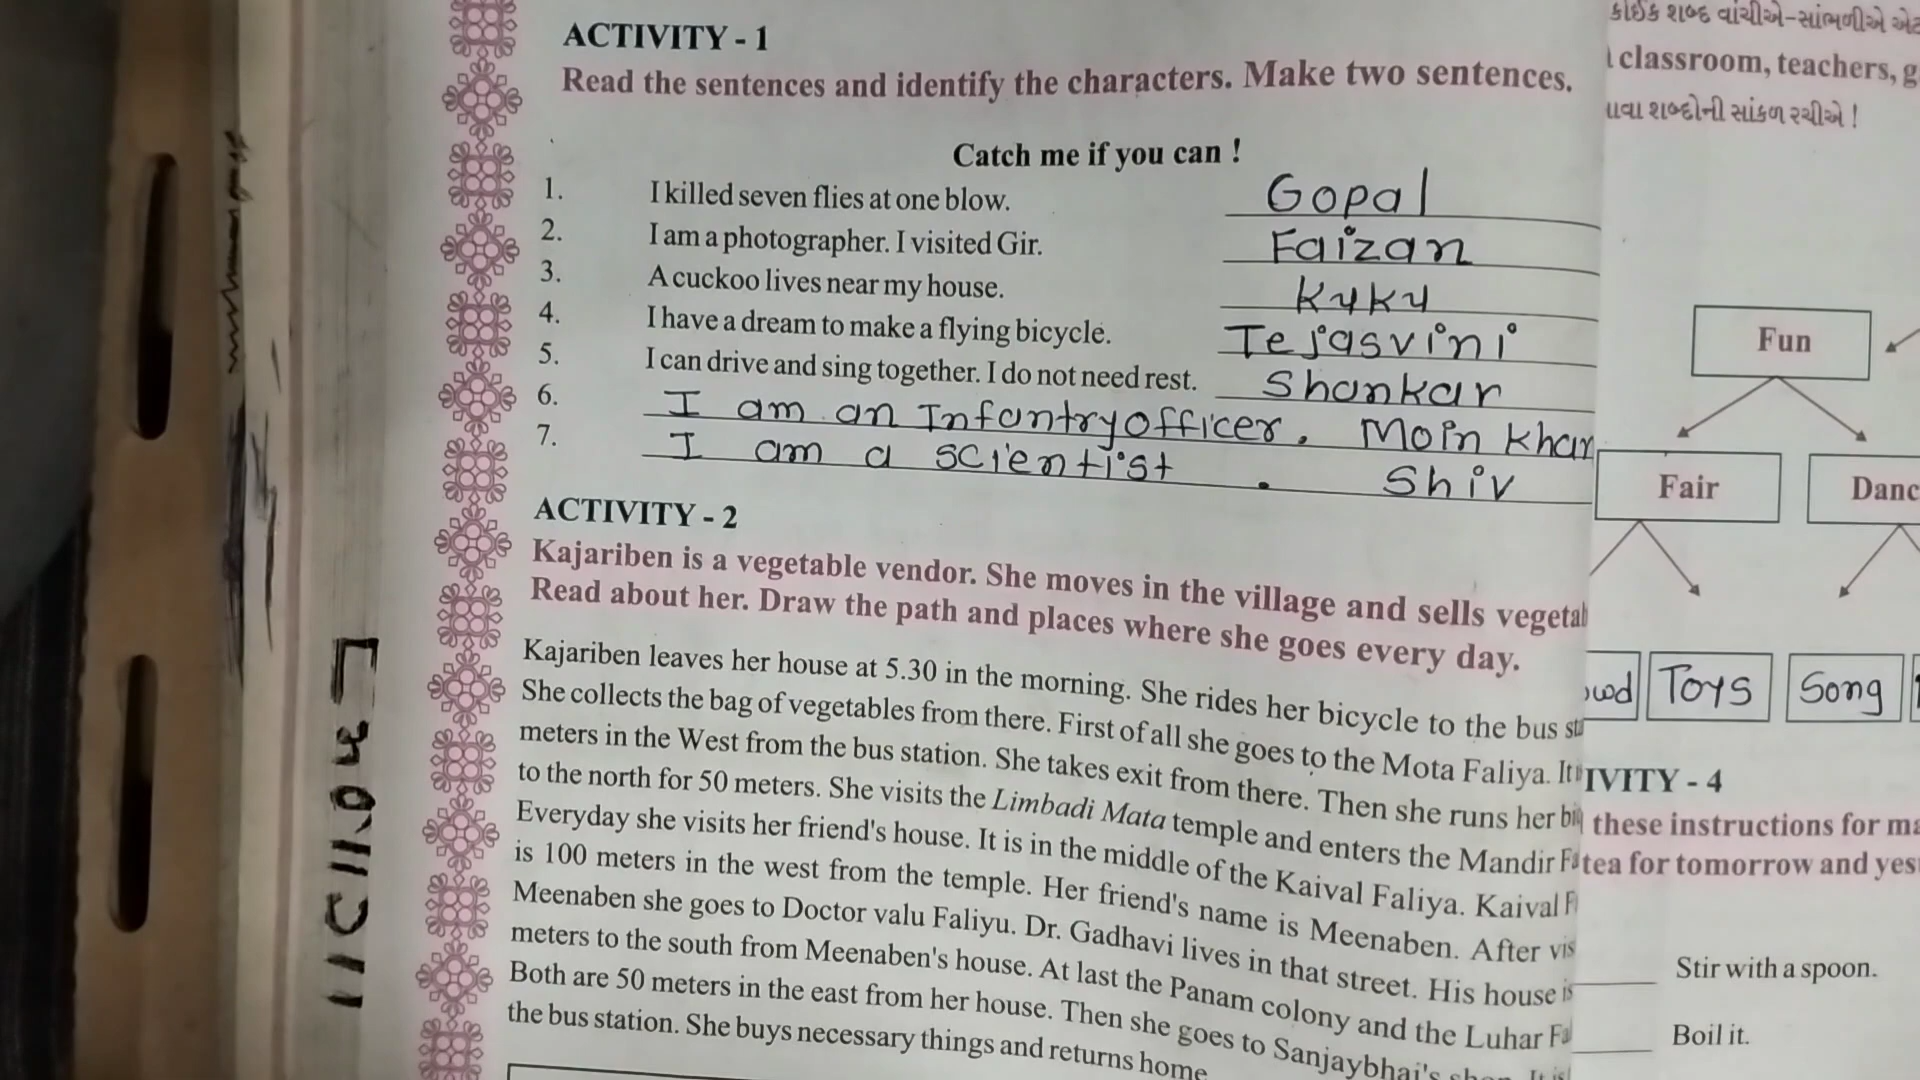 ACTIVITY - 1
Read the sentences and identify the characters. Make two sentences.
Catch me if you can !
1. I killed seven flies at one blow. Gopal
2. I am a photographer. I visited Gir. Faizan
3. A cuckoo lives near my house. Kuku
4. I have a dream to make a flying bicycle. Tejasvini
5. I can drive and sing together. I do not need rest. Shankar
6. I am an Infantry officer. Moin Khan
7. I am a scientist. Shiv
ACTIVITY - 2
Kajariben is a vegetable vendor. She moves in the village and sells
Read about her. Draw the path and places where she goes every day.
Kajariben leaves her house at 5.30 in the morning. She rides her bicycle to the bus
She collects the bag of vegetables from there. First of all she goes to the Mota Faliya. It
meters in the West from the bus station. She takes exit from there. Then she runs her
to the north for 50 meters. She visits the Limbadi Mata temple and enters the Mandir
Everyday she visits her friend's house. It is in the middle of the Kaival Faliya. Kaival
is 100 meters in the west from the temple. Her friend's name is Meenaben. After
Meenaben she goes to Doctor valu Faliyu. Dr. Gadhavi lives in that street. His house is
meters to the south from Meenaben's house. At last the Panam colony and the Luhar
Both are 50 meters in the east from her house. Then she goes to Sanjaybhai's
the bus station. She buys necessary things and returns home
કોઈક શબ્દ વાંચીએ-સાંભળીએ
classroom, teachers,
શબ્દોની સાંકળ રચીએ !
Fun
Fair
Toys Song
IVITY - 4
these instructions for
tea for tomorrow and
Stir with a spoon.
Boil it.